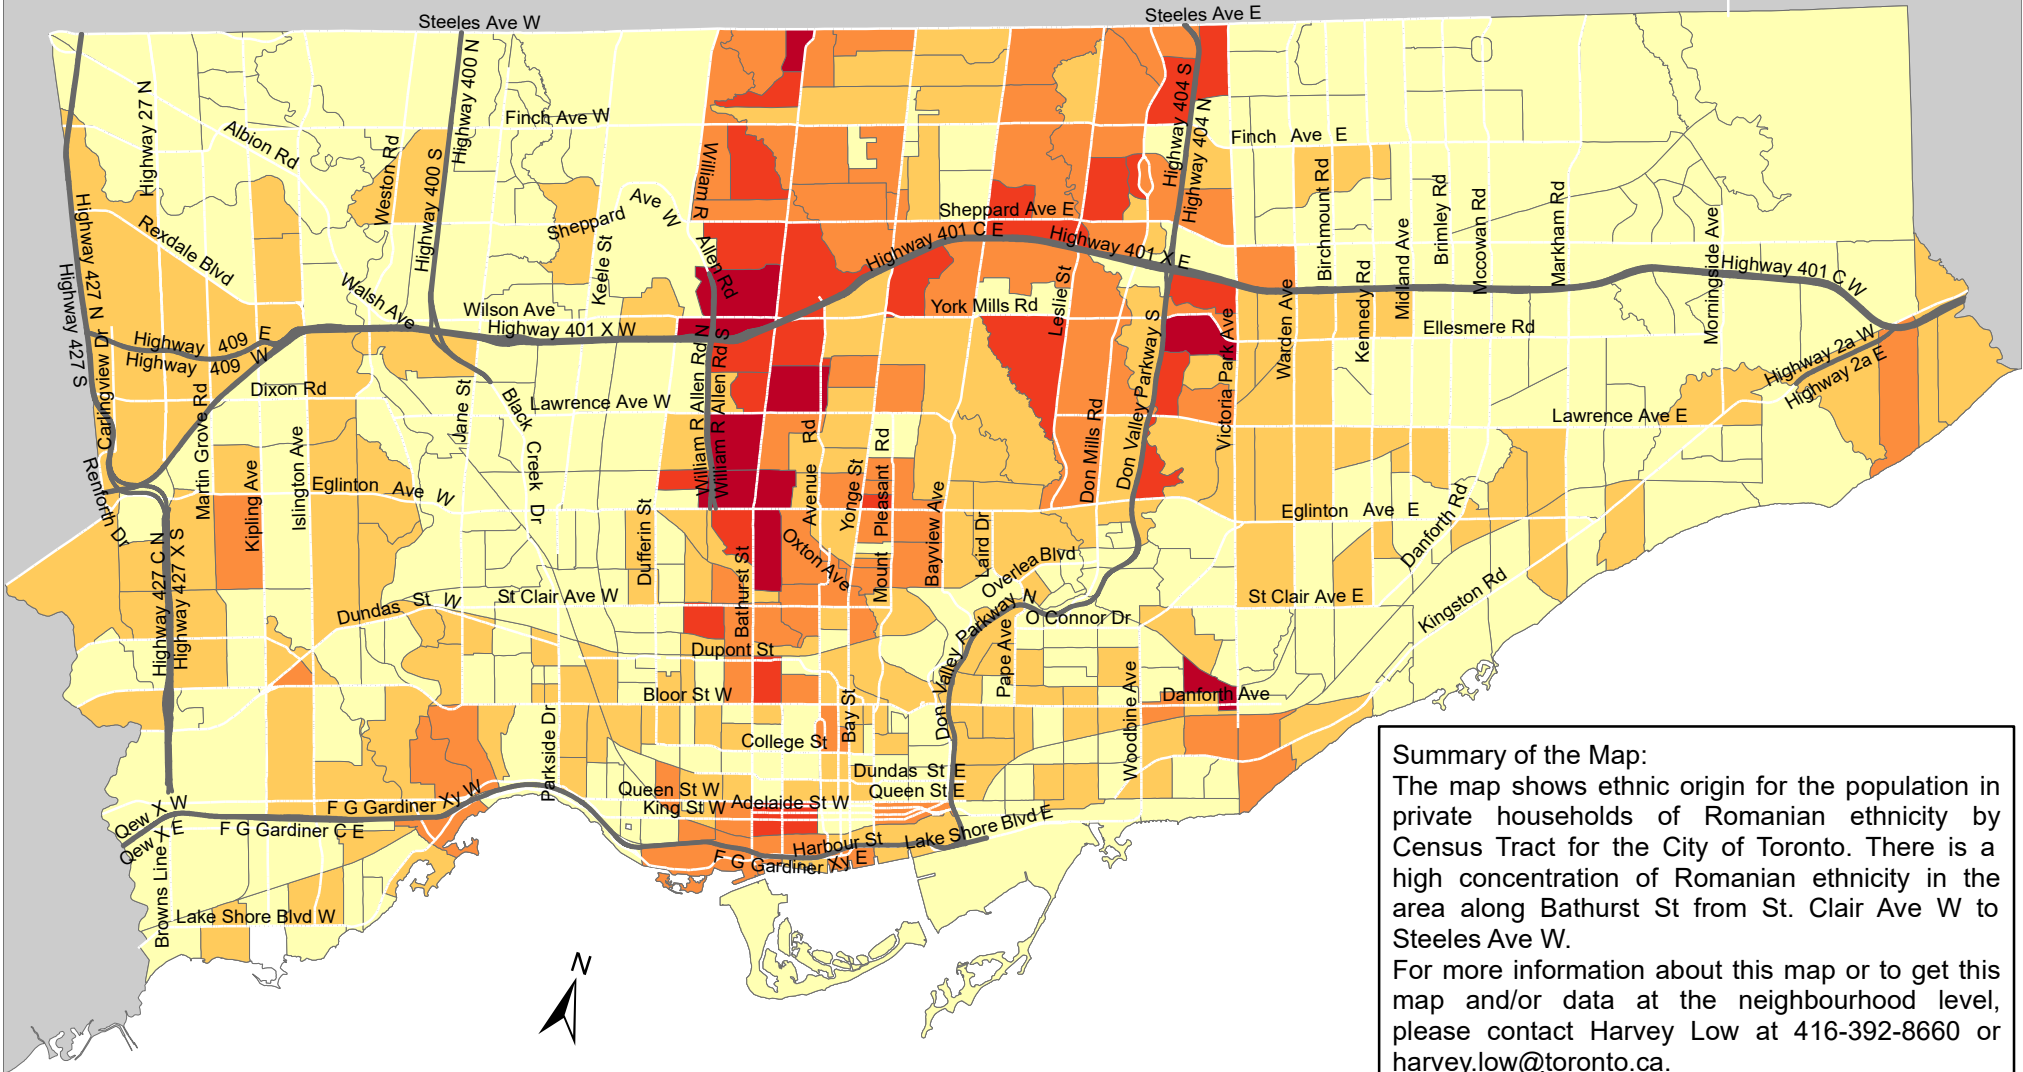 Steeles Ave W
Steeles Ave E
Highway 27 N
Albion Rd
Weston Rd
Highway 400 N
Highway 400 S
Finch Ave W
William R
Allen Rd
Highway 404 S
Highway 404 N
Highway 404 N
Finch Ave E
Birchmount Rd
Kennedy Rd
Midland Ave
Brimley Rd
Mccowan Rd
Markham Rd
Morningside Ave
Highway 427 N
Highway 427 S
Rexdale Blvd
Sheppard Ave W
Keele St
Sheppard Ave E
Highway 401 C E
Highway 401 X E
Highway 401 C W
Walsh Ave
Wilson Ave
Highway 401 X W
York Mills Rd
Leslie St
Warden Ave
Ellesmere Rd
Highway 2a W
Highway 2a E
Carlingview Dr
Highway 409 E
Highway 409 W
Dixon Rd
Martin Grove Rd
Jane St
Black Creek Dr
Lawrence Ave W
William R Allen Rd N
William R Allen Rd S
Avenue Rd
Yonge St
Mount Pleasant Rd
Don Mills Rd
Don Valley Parkway S
Victoria Park Ave
Lawrence Ave E
Renforth Dr
Kipling Ave
Islington Ave
Eglinton Ave W
Dufferin St
Bathurst St
Oxton Ave
Bayview Ave
Laird Dr
Overlea Blvd
Eglinton Ave E
Danforth Rd
Highway 427 C N
Highway 427 X S
Dundas St W
St Clair Ave W
O Connor Dr
St Clair Ave E
Kingston Rd
Dupont St
Don Valley Parkway N
Pape Ave
Woodbine Ave
Bloor St W
Danforth Ave
Parkside Dr
College St
Bay St
Dundas St E
Queen St E
Queen St W
King St W
Adelaide St W
Qew X W
Qew X E
F G Gardiner Xy W
F G Gardiner C E
Harbour St
Lake Shore Blvd E
F G Gardiner Xy E
Browns Line
Lake Shore Blvd W
N
Summary of the Map:
The map shows ethnic origin for the population in
private households of Romanian ethnicity by
Census Tract for the City of Toronto. There is a
high concentration of Romanian ethnicity in the
area along Bathurst St from St. Clair Ave W to
Steeles Ave W.
For more information about this map or to get this
map and/or data at the neighbourhood level,
please contact Harvey Low at 416-392-8660 or
harvey.low@toronto.ca.